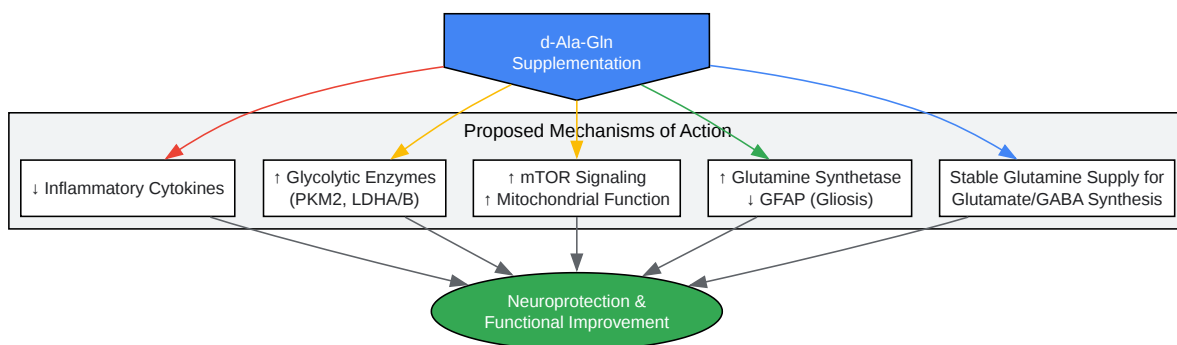 d-Ala-Gln
Supplementation
Proposed Mechanisms of Action
↓ Inflammatory Cytokines
↑ Glycolytic Enzymes
(PKM2, LDHA/B)
↑ mTOR Signaling
↑ Mitochondrial Function
↑ Glutamine Synthetase
↓ GFAP (Gliosis)
Stable Glutamine Supply for
Glutamate/GABA Synthesis
Neuroprotection &
Functional Improvement